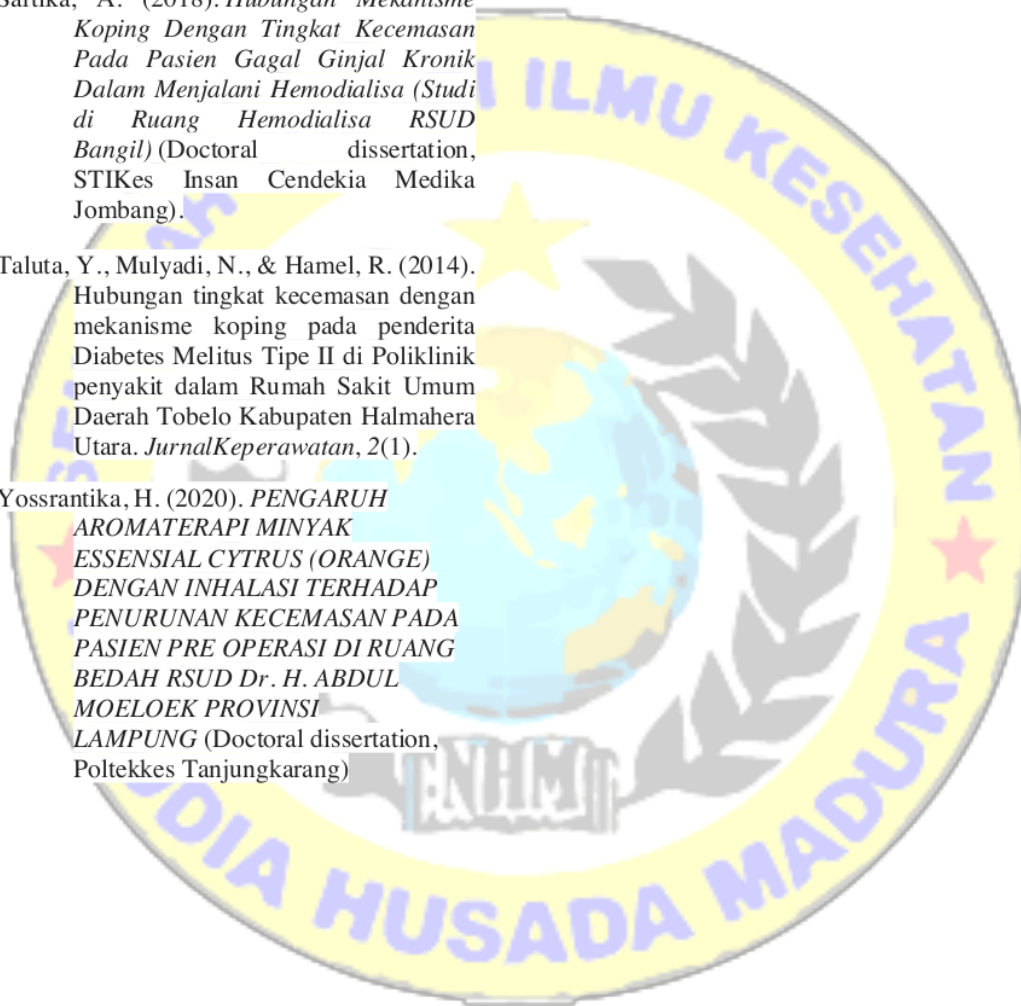 Sartika, A. (2018). Hubungan Mekanisme
Koping Dengan Tingkat Kecemasan
Pada Pasien Gagal Ginjal Kronik
Dalam Menjalani Hemodialisa (Studi
di Ruang Hemodialisa RSUD
Bangil) (Doctoral dissertation,
STIKes Insan Cendekia Medika
Jombang).
Taluta, Y., Mulyadi, N., & Hamel, R. (2014).
Hubungan tingkat kecemasan dengan
mekanisme koping pada penderita
Diabetes Melitus Tipe II di Poliklinik
penyakit dalam Rumah Sakit Umum
Daerah Tobelo Kabupaten Halmahera
Utara. JurnalKeperawatan, 2(1).
Yossrantika, H. (2020). PENGARUH
AROMATERAPI MINYAK
ESSENSIAL CYTRUS (ORANGE)
DENGAN INHALASI TERHADAP
PENURUNAN KECEMASAN PADA
PASIEN PRE OPERASI DI RUANG
BEDAH RSUD Dr. H. ABDUL
MOELOEK PROVINSI
LAMPUNG (Doctoral dissertation,
Poltekkes Tanjungkarang)
ILMU KESEHATAN
HUSADA MADURA
NHM